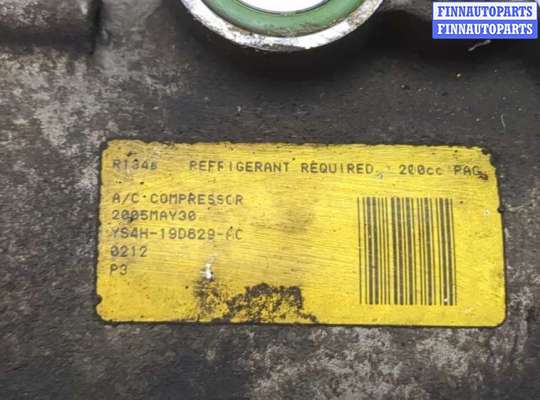 FINNAUTOPARTS
FINNAUTOPARTS
R134a REFRIGERANT REQUIRED, 200cc PAG
A/C COMPRESSOR
2005MAY30
YS4H-19D629-AC
0212
P3